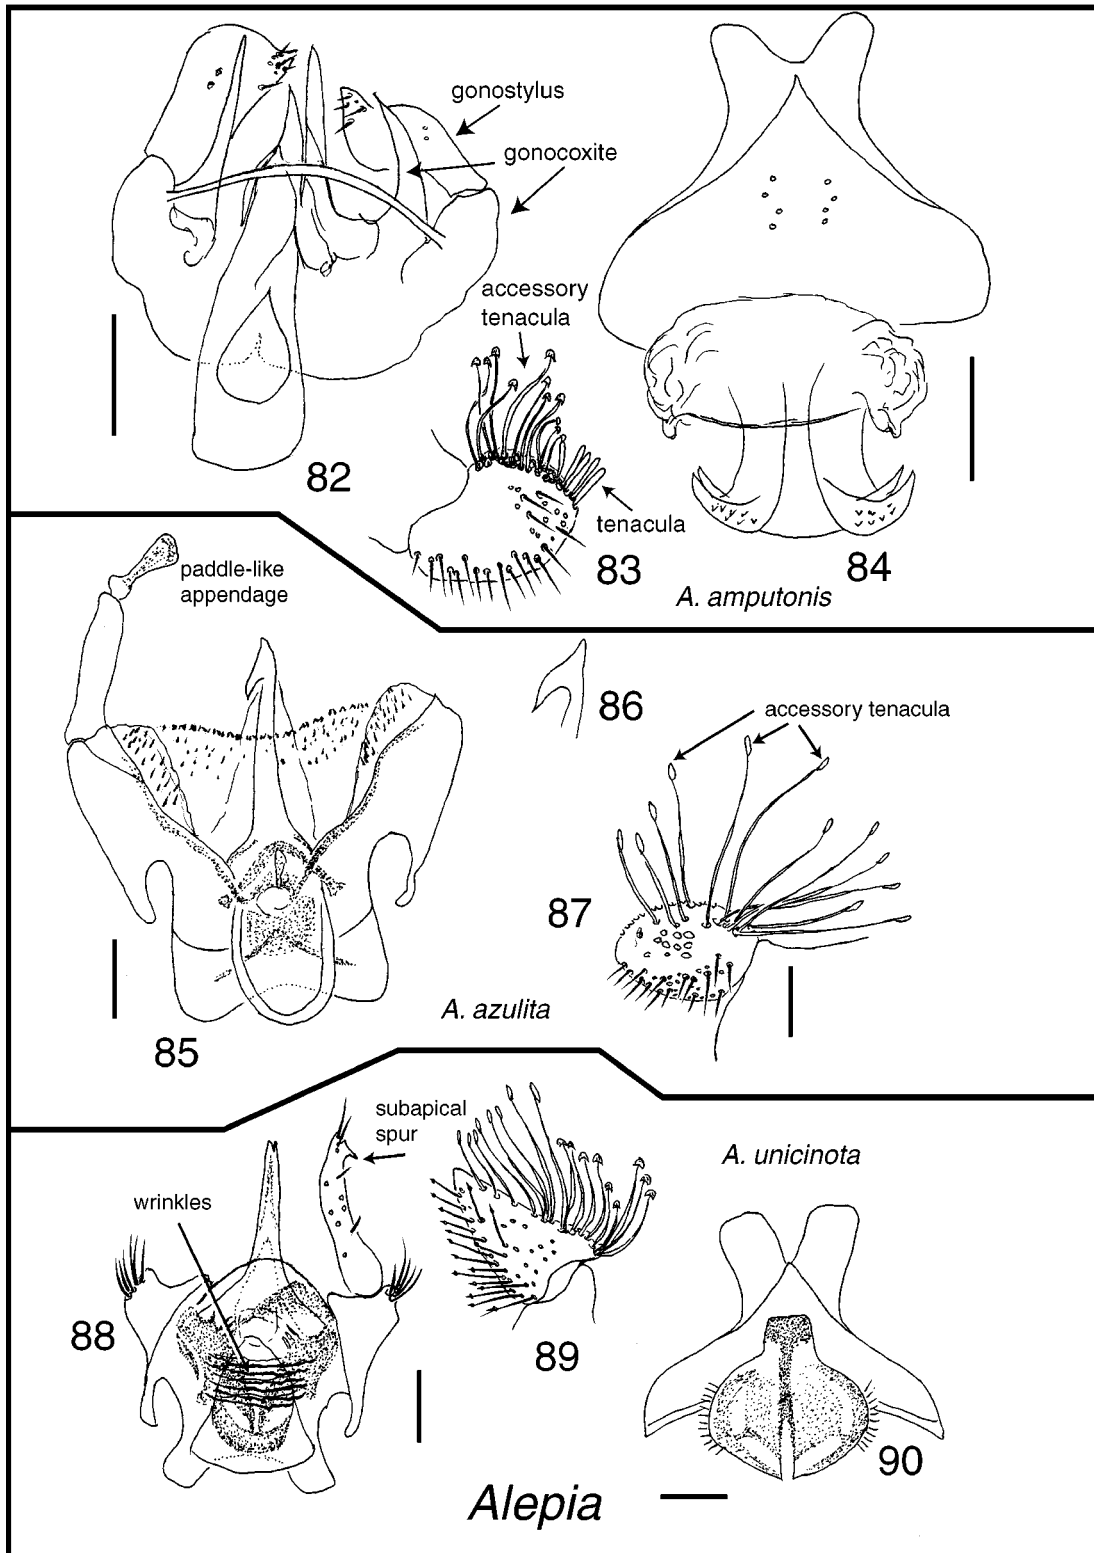 gonostylus
gonocoxite
accessory
tenacula
82
tenacula
83
84
A. amputonis
paddle-like
appendage
86
accessory tenacula
87
A. azulita
85
subapical
spur
A. unicinota
wrinkles
88
89
90
Alepia